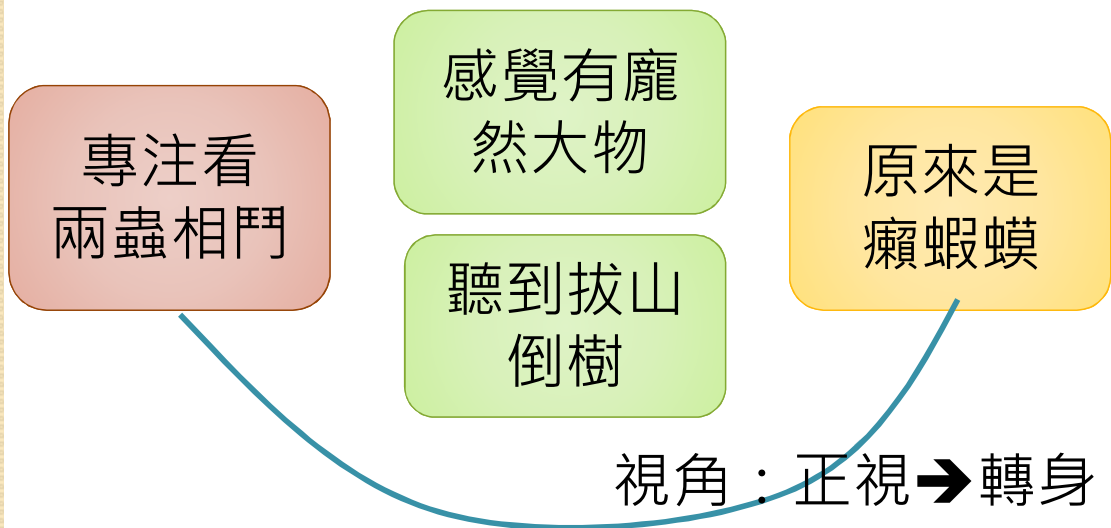 專注看
兩蟲相鬥
感覺有龐
然大物
聽到拔山
倒樹
原來是
癩蝦蟆
視角：正視➔轉身